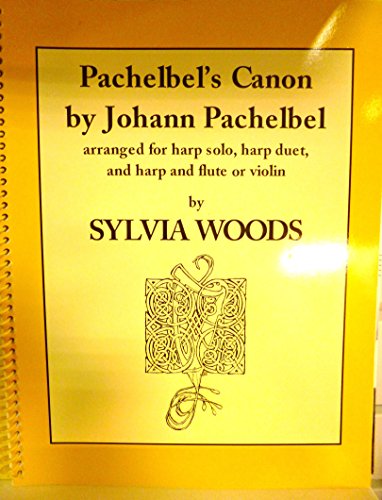 Pachelbel's Canon
by Johann Pachelbel
arranged for harp solo, harp duet,
and harp and flute or violin
by
SYLVIA WOODS